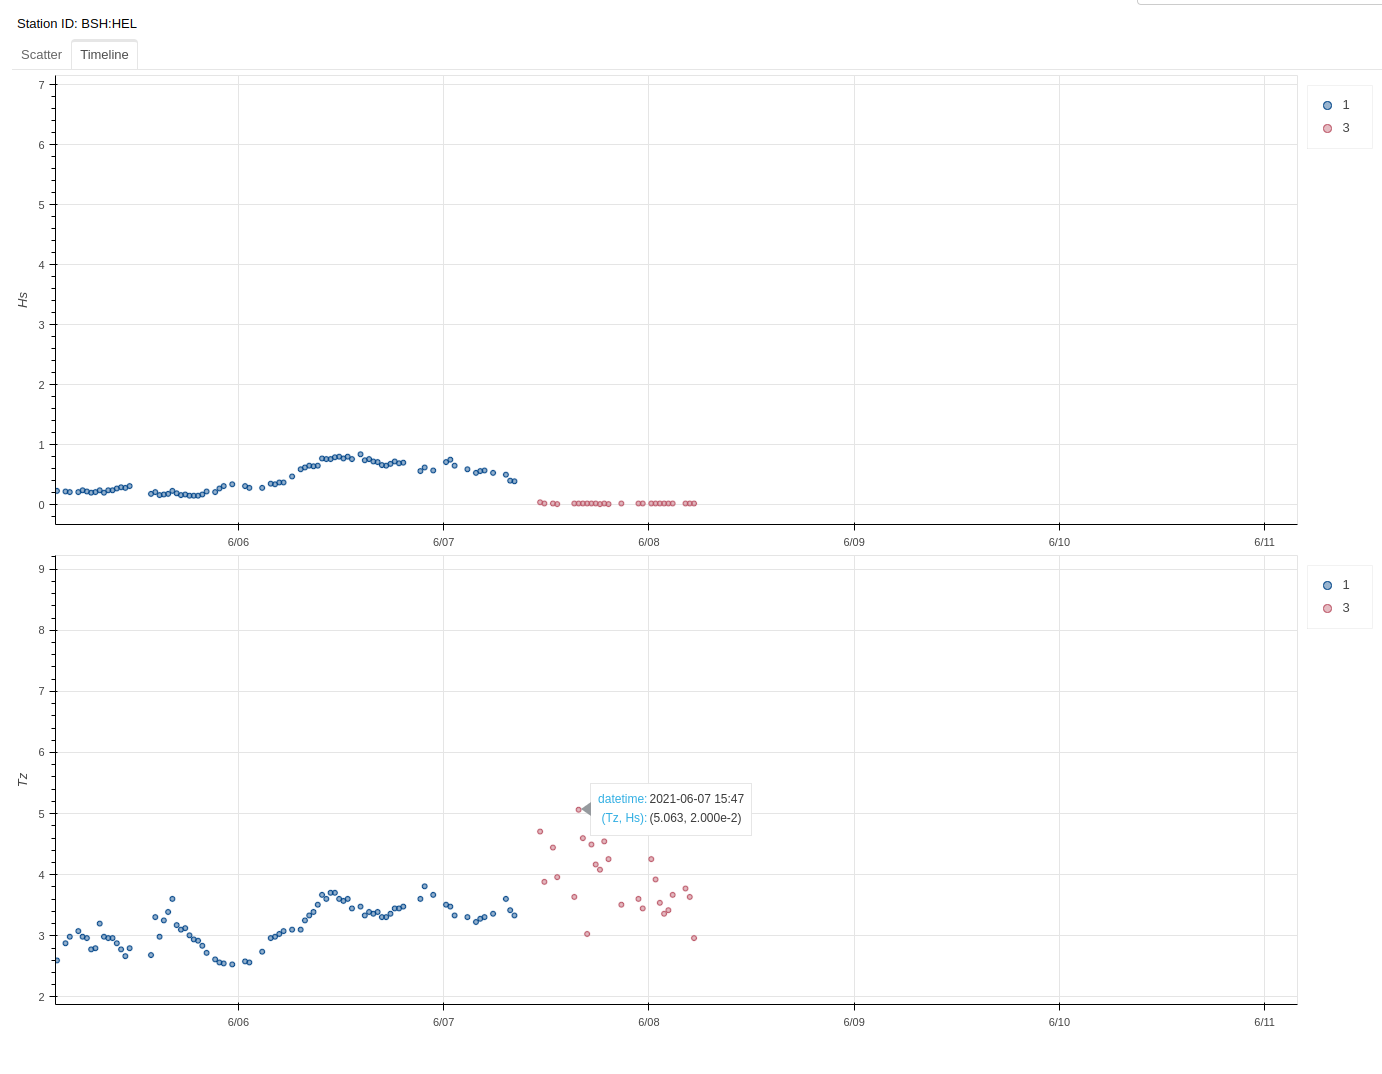 Station ID: BSH:HEL
Scatter Timeline
7
6
5
4
3
2
1
0
Hs
6/06 6/07 6/08 6/09 6/10 6/11
1
3
9
8
7
6
5
4
3
2
Tz
datetime: 2021-06-07 15:47
(Tz, Hs): (5.063, 2.000e-2)
6/06 6/07 6/08 6/09 6/10 6/11
1
3